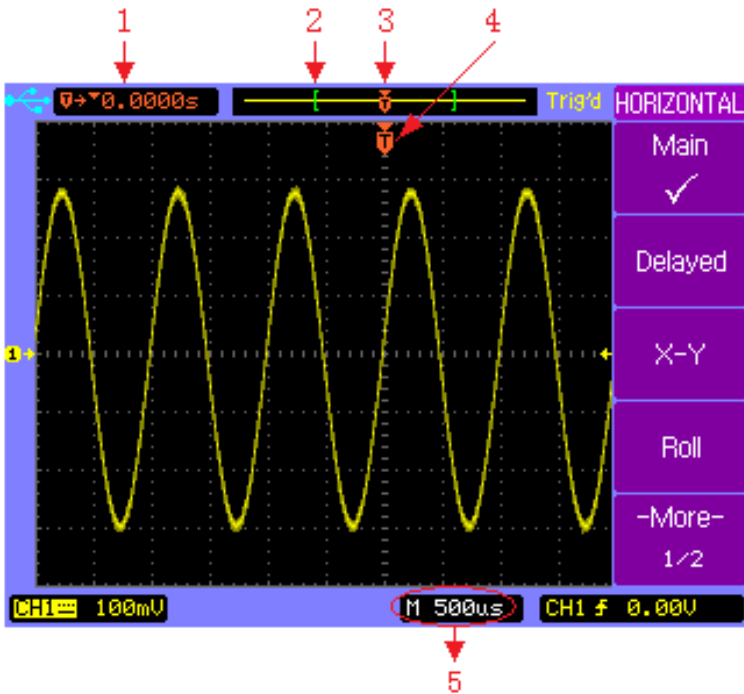 1 2 3 4
T→▼0.0000s T Trig'd HORIZONTAL
T
Main
✓
Delayed
1
X-Y
Roll
-More-
1/2
CH1 100mV M 500us CH1 0.00V
5